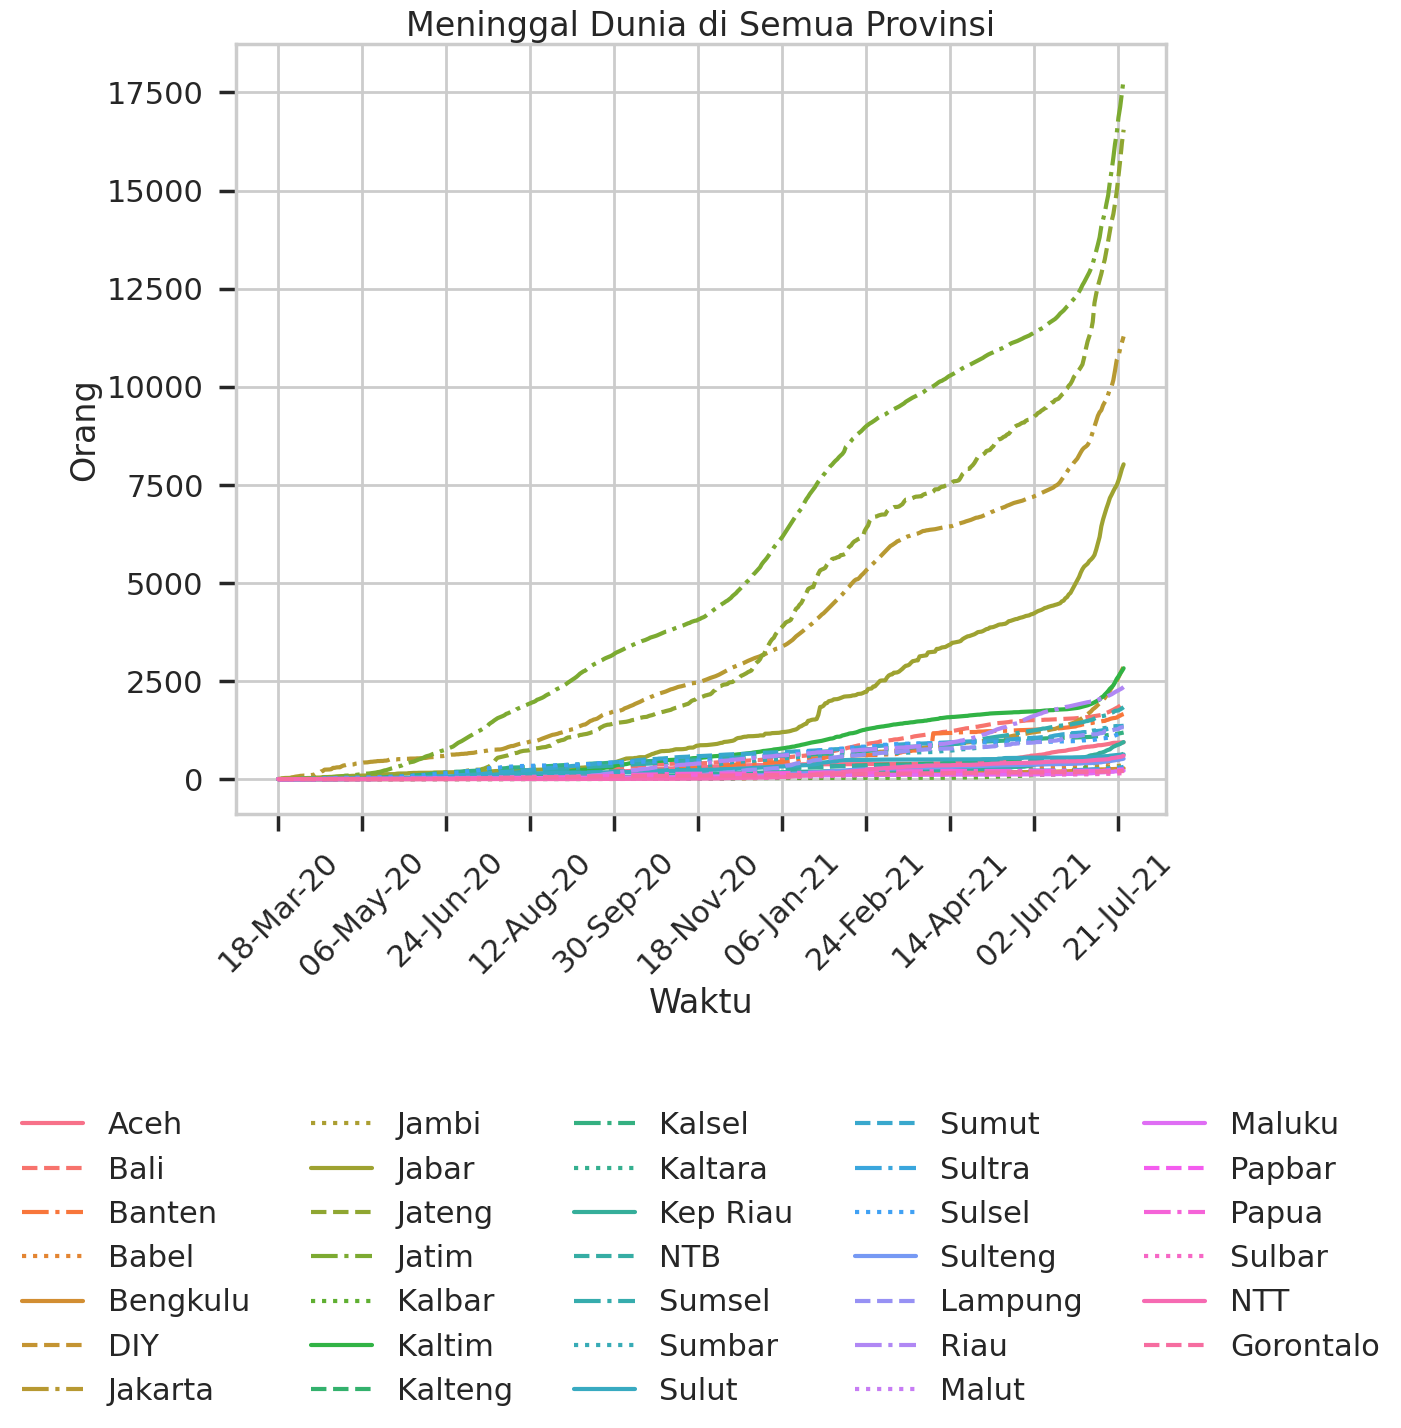 Meninggal Dunia di Semua Provinsi
17500
15000
12500
10000
7500
5000
2500
0
Orang
18-Mar-20
06-May-20
24-Jun-20
12-Aug-20
30-Sep-20
18-Nov-20
06-Jan-21
24-Feb-21
14-Apr-21
02-Jun-21
21-Jul-21
Waktu
Aceh
Bali
Banten
Babel
Bengkulu
DIY
Jakarta
Jambi
Jabar
Jateng
Jatim
Kalbar
Kaltim
Kalteng
Kalsel
Kaltara
Kep Riau
NTB
Sumsel
Sumbar
Sulut
Sumut
Sultra
Sulsel
Sulteng
Lampung
Riau
Malut
Maluku
Papbar
Papua
Sulbar
NTT
Gorontalo